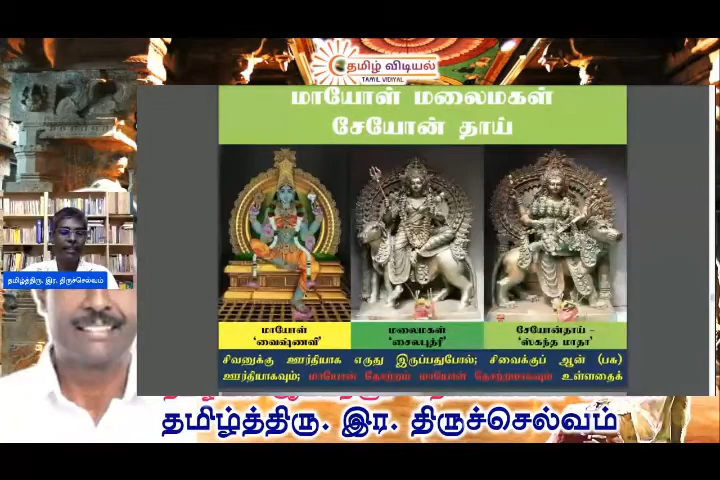 தமிழ் விடியல்
TAMIL VIDIYAL
மாயோள் மலைமகள்
சேயோன் தாய்
தமிழ்த்திரு. இர. திருச்செல்வம்
மாயோள்
'வைஷ்ணவி'
மலைமகள்
'சைலபுத்ரி'
சேயோன்தாய் –
'ஸ்கந்த மாதா'
சிவனுக்கு ஊர்தியாக எருது இருப்பதுபோல்; சிவைக்குப் ஆன் (பசு)
ஊர்தியாகவும்; மாயோன் தோற்றம் மாயோள் தோற்றமாகவும் உள்ளதைக்
தமிழ்த்திரு. இர. திருச்செல்வம்